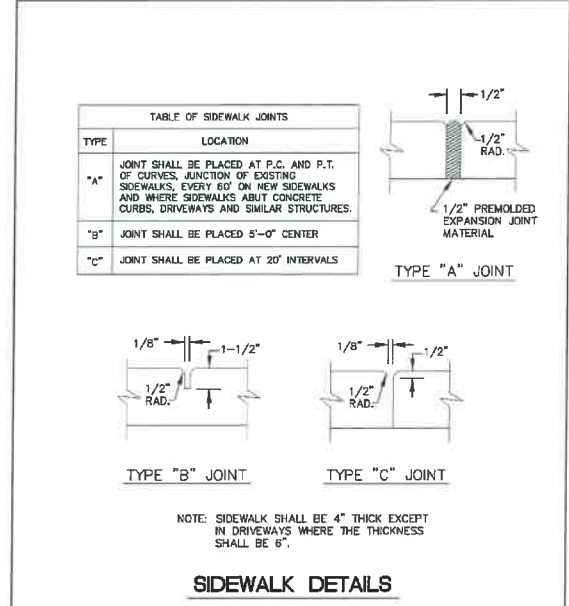 TABLE OF SIDEWALK JOINTS
TYPE LOCATION
"A" JOINT SHALL BE PLACED AT P.C. AND P.T.
OF CURVES, JUNCTION OF EXISTING
SIDEWALKS, EVERY 60' ON NEW SIDEWALKS
AND WHERE SIDEWALKS ABUT CONCRETE
CURBS, DRIVEWAYS AND SIMILAR STRUCTURES.
"B" JOINT SHALL BE PLACED 5'-0" CENTER
"C" JOINT SHALL BE PLACED AT 20' INTERVALS
1/2"
1/2"
RAD.
1/2" PREMOLDED
EXPANSION JOINT
MATERIAL
TYPE "A" JOINT
1/8" 1-1/2"
1/2"
RAD.
TYPE "B" JOINT
1/8" 1/2"
1/2"
RAD.
TYPE "C" JOINT
NOTE: SIDEWALK SHALL BE 4" THICK EXCEPT
IN DRIVEWAYS WHERE THE THICKNESS
SHALL BE 6".
SIDEWALK DETAILS